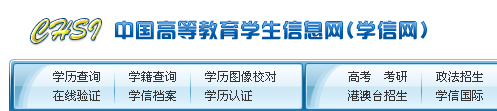 CHSI 中国高等教育学生信息网(学信网)
学历查询 学籍查询 学历图像校对 高考 考研 政法招生
在线验证 学信档案 学历认证 港澳台招生 学信国际